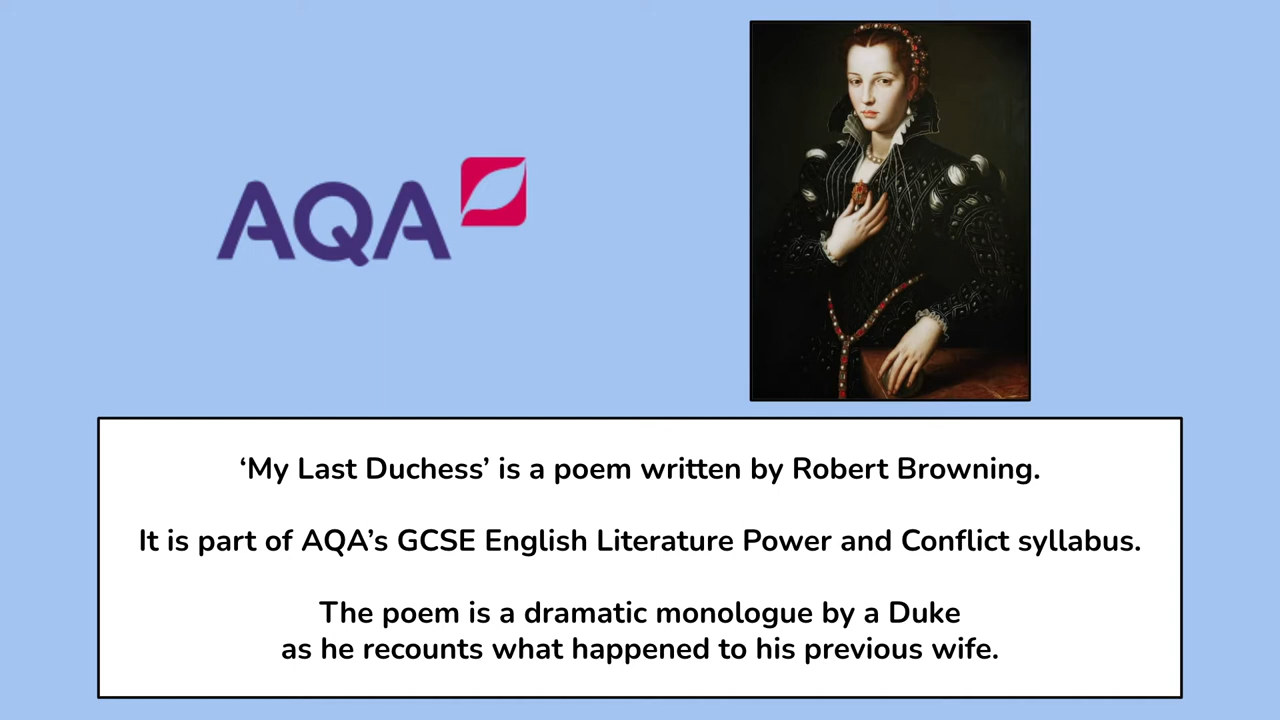 AQA
‘My Last Duchess’ is a poem written by Robert Browning.
It is part of AQA’s GCSE English Literature Power and Conflict syllabus.
The poem is a dramatic monologue by a Duke
as he recounts what happened to his previous wife.